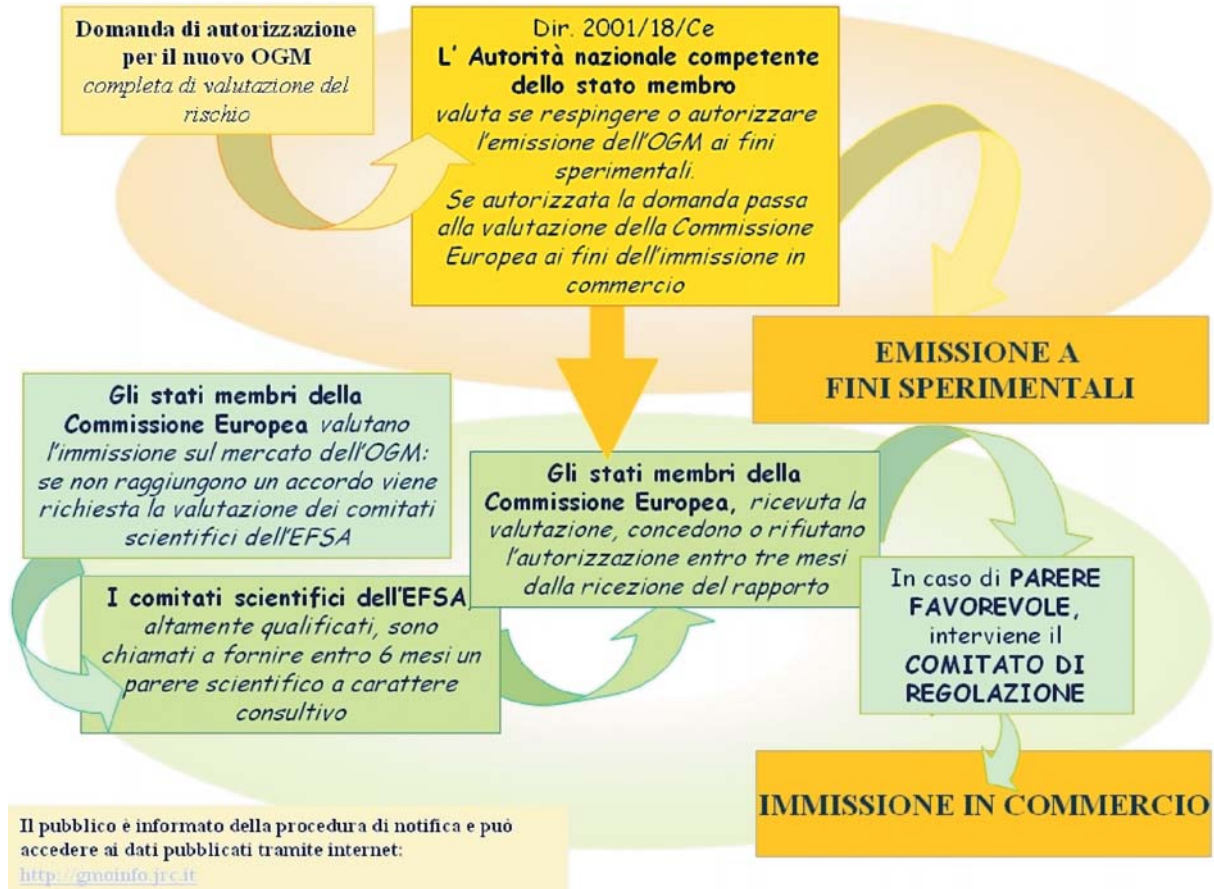 Domanda di autorizzazione
per il nuovo OGM
completa di valutazione del
rischio
Dir. 2001/18/Ce
L' Autorità nazionale competente
dello stato membro
valuta se respingere o autorizzare
l'emissione dell'OGM ai fini
sperimentali.
Se autorizzata la domanda passa
alla valutazione della Commissione
Europea ai fini dell'immissione in
commercio
EMISSIONE A
FINI SPERIMENTALI
Gli stati membri della
Commissione Europea valutano
l'immissione sul mercato dell'OGM:
se non raggiungono un accordo viene
richiesta la valutazione dei comitati
scientifici dell'EFSA
I comitati scientifici dell'EFSA,
altamente qualificati, sono
chiamati a fornire entro 6 mesi un
parere scientifico a carattere
consultivo
Gli stati membri della
Commissione Europea, ricevuta la
valutazione, concedono o rifiutano
l'autorizzazione entro tre mesi
dalla ricezione del rapporto
In caso di PARERE
FAVOREVOLE,
interviene il
COMITATO DI
REGOLAZIONE
IMMISSIONE IN COMMERCIO
Il pubblico è informato della procedura di notifica e può
accedere ai dati pubblicati tramite internet:
http://gmoinfo.jrc.it